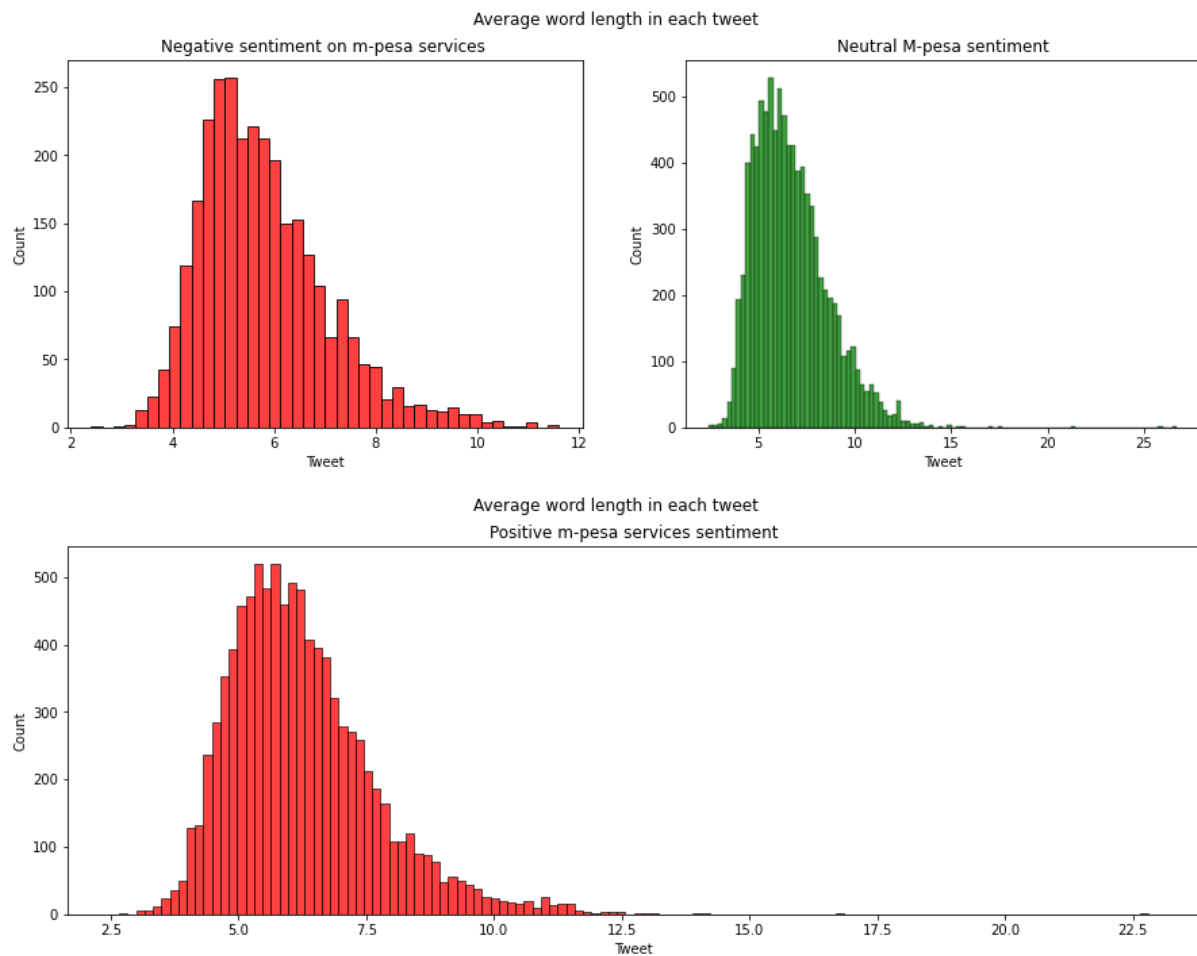 Average word length in each tweet
Negative sentiment on m-pesa services
Neutral M-pesa sentiment
250
200
150
100
50
0
Count
2 4 6 8 10 12
Tweet
500
400
300
200
100
0
Count
5 10 15 20 25
Tweet
Average word length in each tweet
Positive m-pesa services sentiment
500
400
300
200
100
0
Count
2.5 5.0 7.5 10.0 12.5 15.0 17.5 20.0 22.5
Tweet